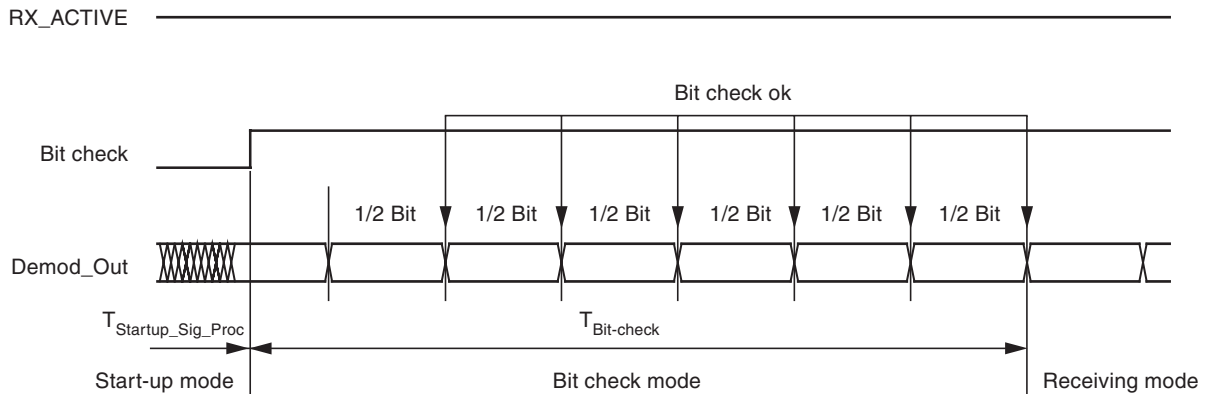 RX_ACTIVE
Bit check ok
Bit check
1/2 Bit 1/2 Bit 1/2 Bit 1/2 Bit 1/2 Bit 1/2 Bit
Demod_Out
TStartup_Sig_Proc TBit-check
Start-up mode Bit check mode Receiving mode